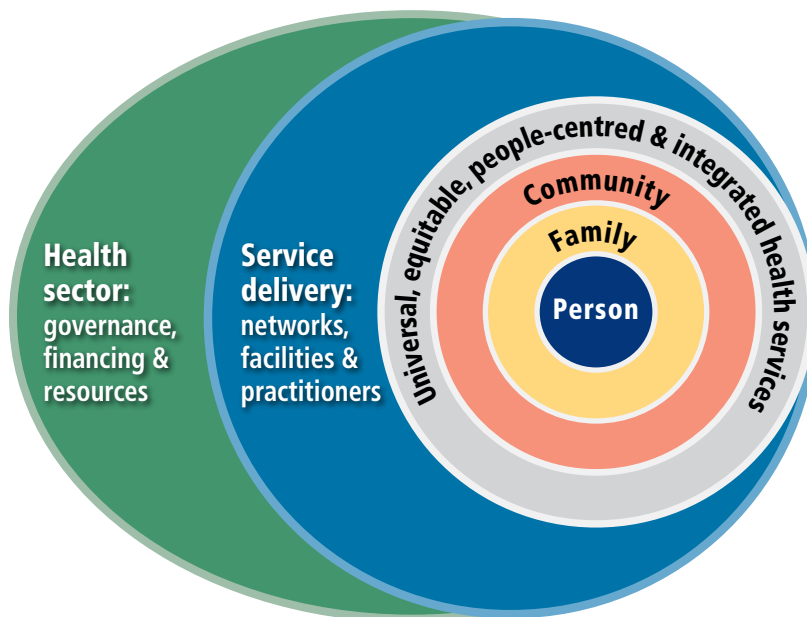 Health
sector:
governance,
financing &
resources
Service
delivery:
networks,
facilities &
practitioners
Universal, equitable, people-centred & integrated health services
Community
Family
Person